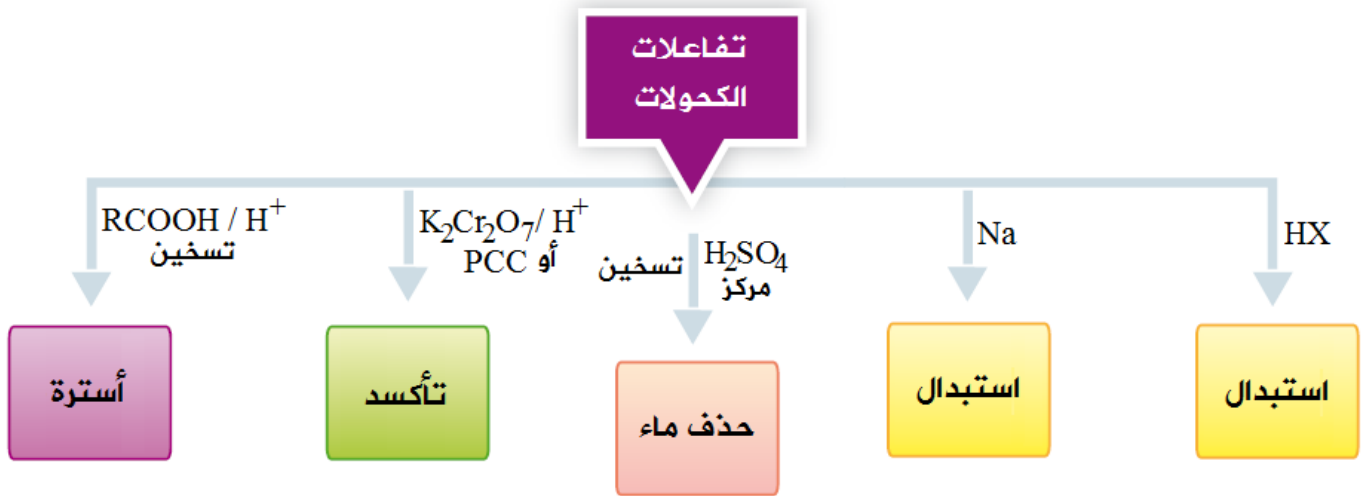 تفاعلات
الكحولات
HX
Na
H₂SO₄
مركز
تسخين
K₂Cr₂O₇/ H⁺
أو PCC
RCOOH / H⁺
تسخين
استبدال
استبدال
حذف ماء
تأكسد
أسترة